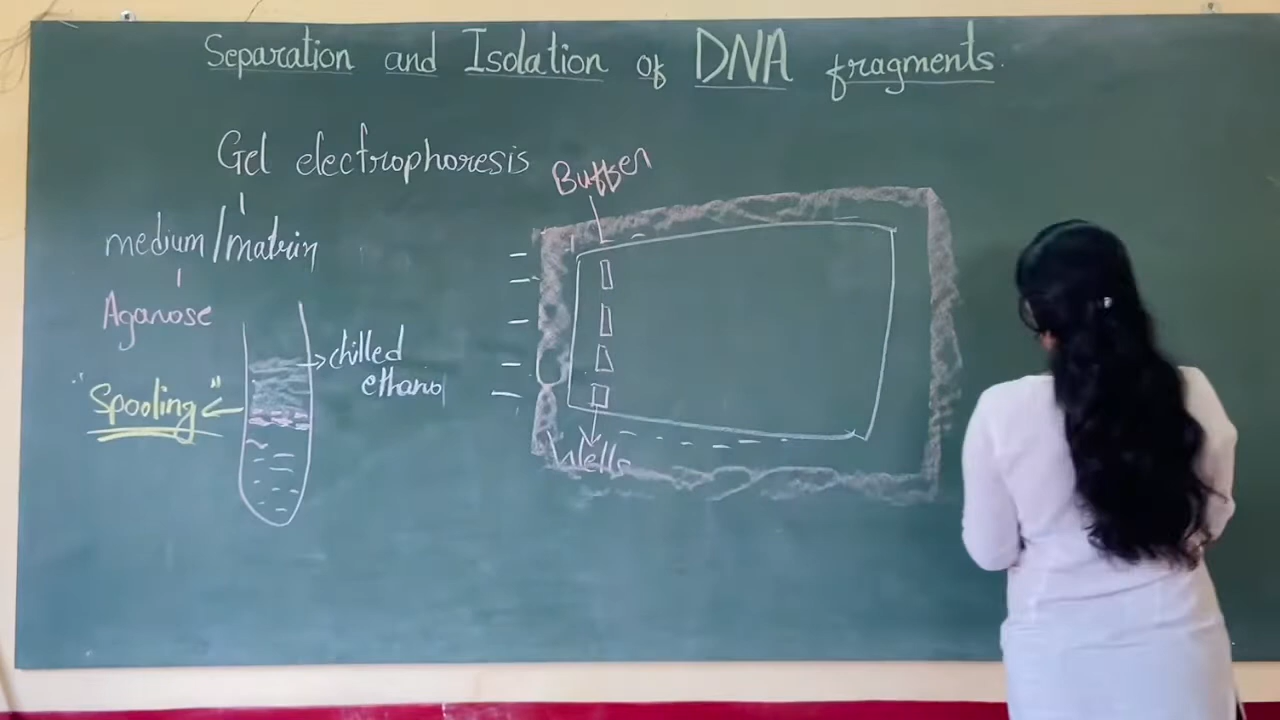 Separation and Isolation of DNA fragments.
Gel electrophoresis
Buffer
medium/matrix
Agarose
chilled
ethanol
"Spooling"
Wells